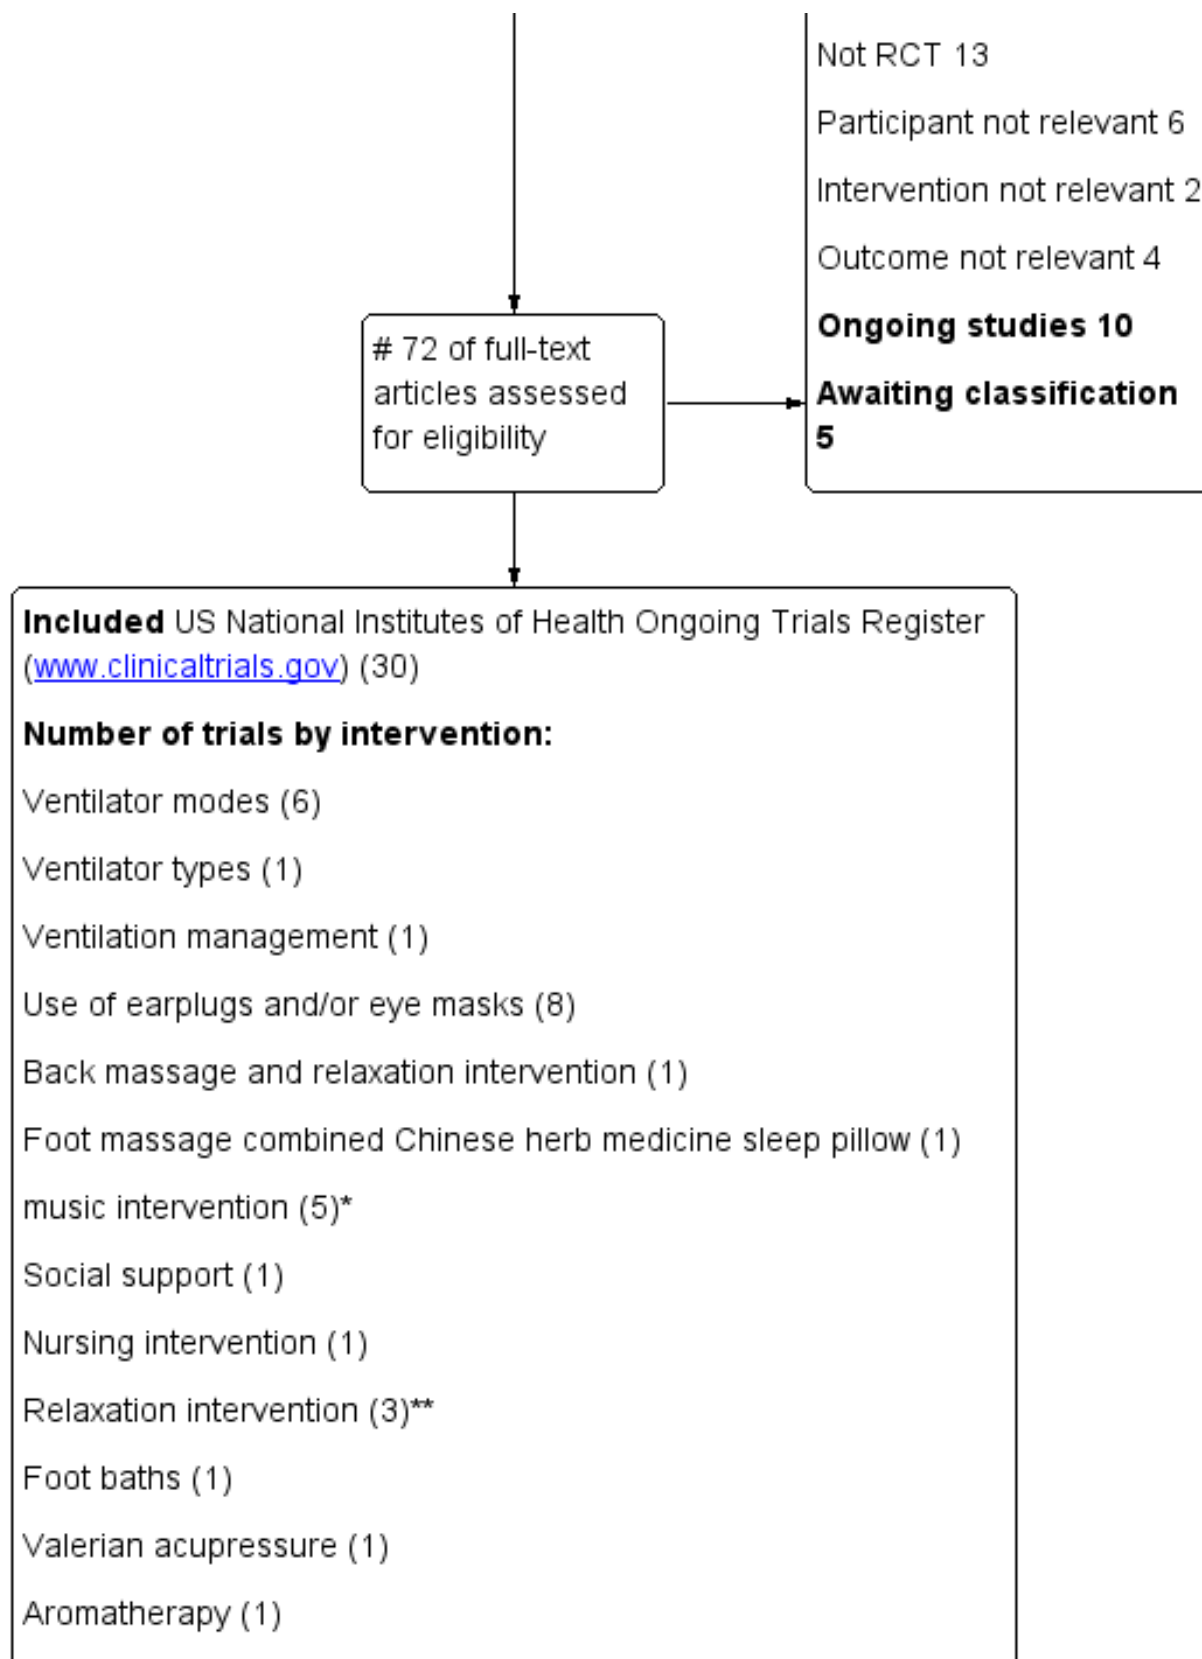 Not RCT 13
Participant not relevant 6
Intervention not relevant 2
Outcome not relevant 4
Ongoing studies 10
Awaiting classification
5
# 72 of full-text
articles assessed
for eligibility
Included US National Institutes of Health Ongoing Trials Register
(www.clinicaltrials.gov) (30)
Number of trials by intervention:
Ventilator modes (6)
Ventilator types (1)
Ventilation management (1)
Use of earplugs and/or eye masks (8)
Back massage and relaxation intervention (1)
Foot massage combined Chinese herb medicine sleep pillow (1)
music intervention (5)*
Social support (1)
Nursing intervention (1)
Relaxation intervention (3)**
Foot baths (1)
Valerian acupressure (1)
Aromatherapy (1)